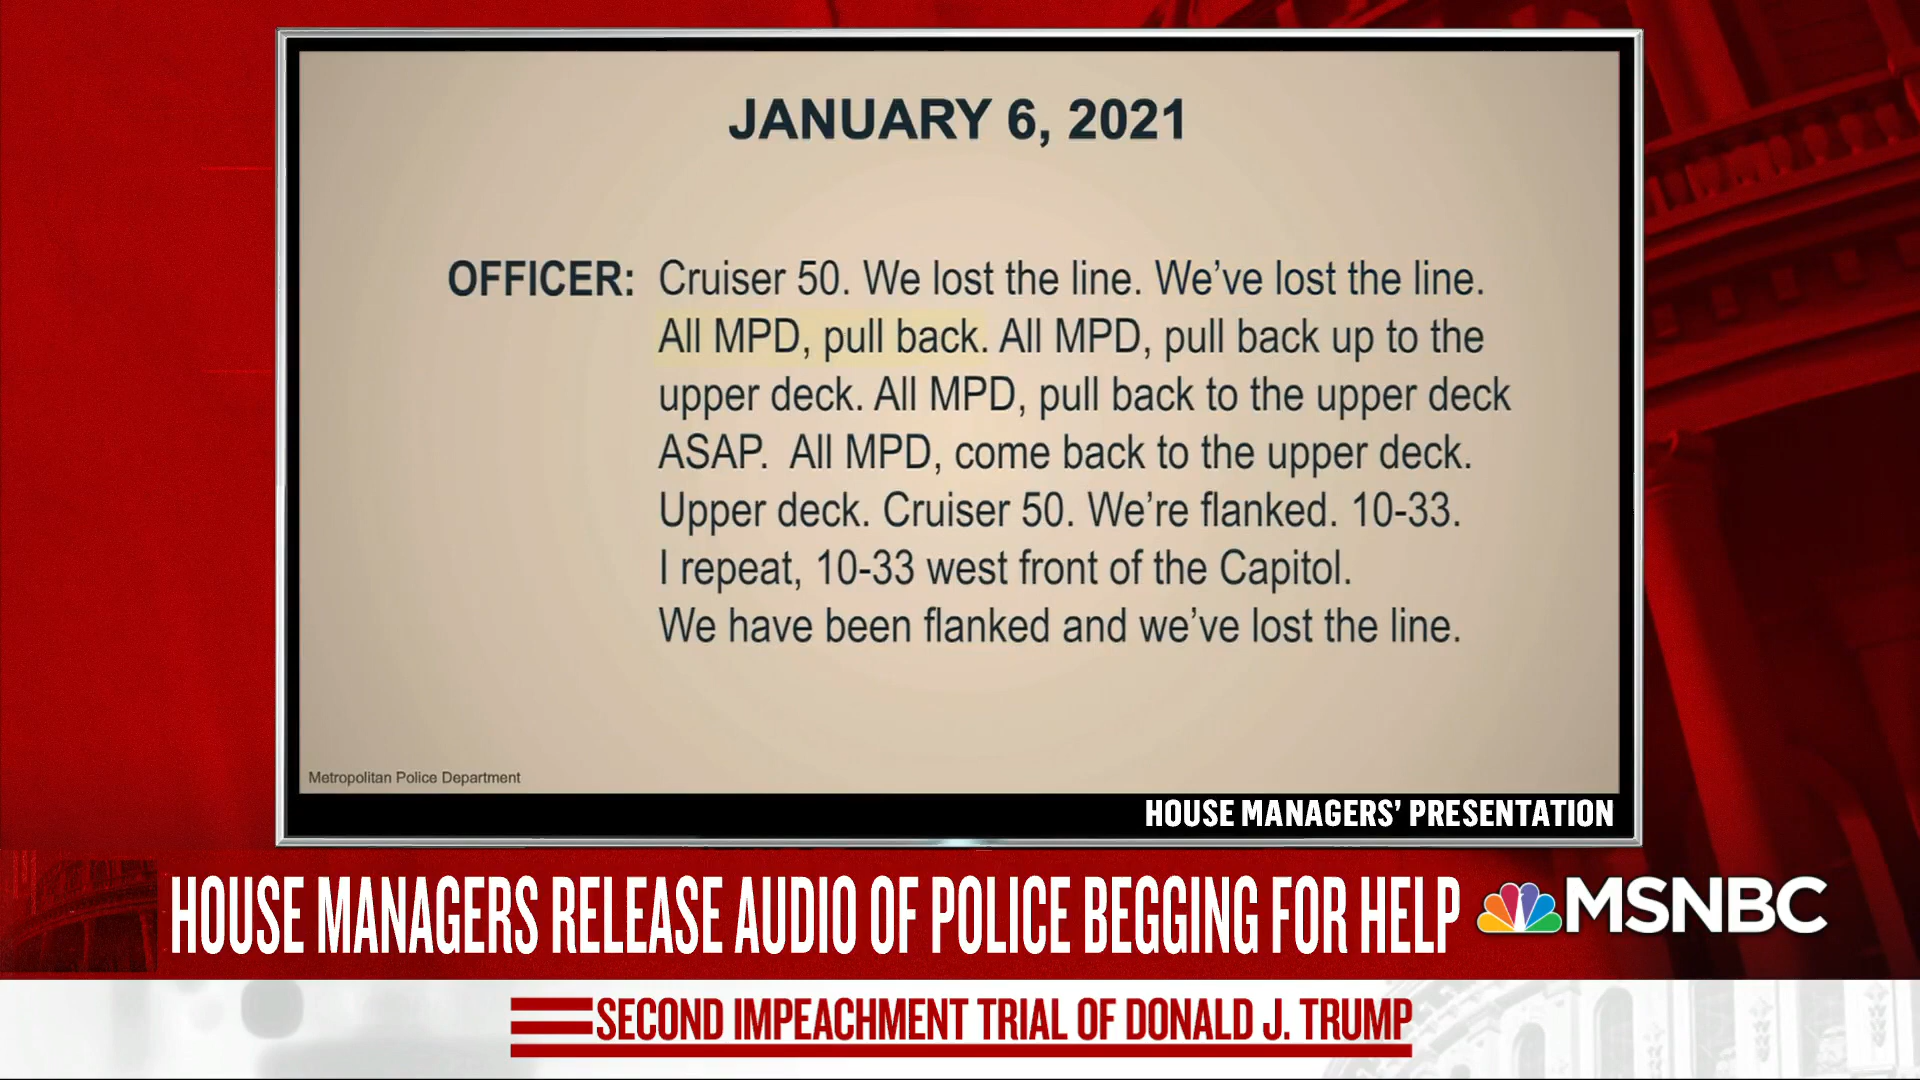 JANUARY 6, 2021
OFFICER: Cruiser 50. We lost the line. We've lost the line.
All MPD, pull back. All MPD, pull back up to the
upper deck. All MPD, pull back to the upper deck
ASAP.  All MPD, come back to the upper deck.
Upper deck. Cruiser 50. We're flanked. 10-33.
I repeat, 10-33 west front of the Capitol.
We have been flanked and we've lost the line.
Metropolitan Police Department
HOUSE MANAGERS' PRESENTATION
HOUSE MANAGERS RELEASE AUDIO OF POLICE BEGGING FOR HELP
MSNBC
SECOND IMPEACHMENT TRIAL OF DONALD J. TRUMP